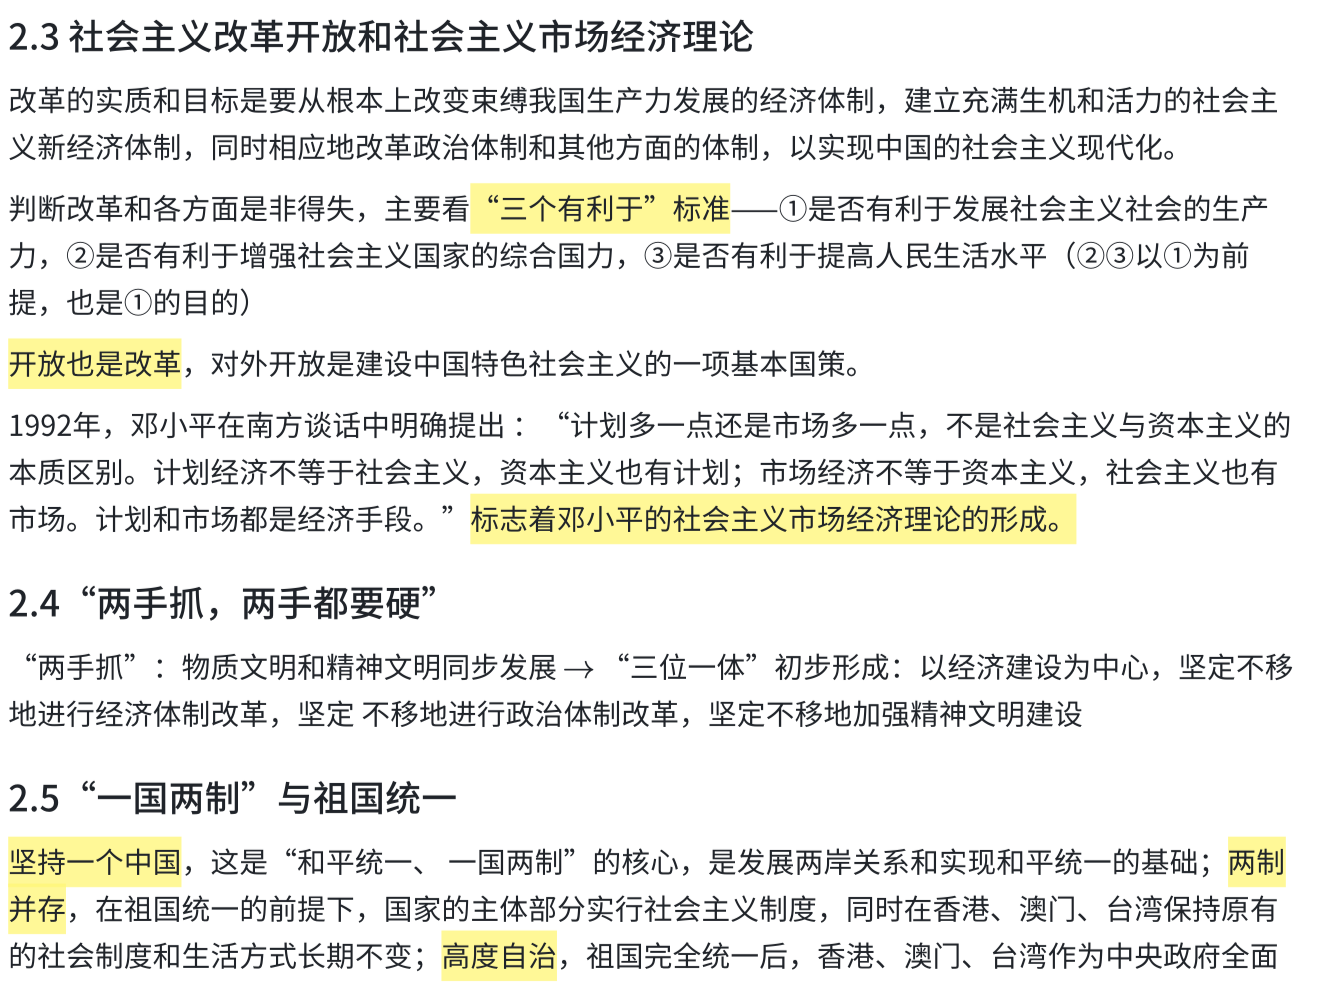 2.3 社会主义改革开放和社会主义市场经济理论
改革的实质和目标是要从根本上改变束缚我国生产力发展的经济体制，建立充满生机和活力的社会主
义新经济体制，同时相应地改革政治体制和其他方面的体制，以实现中国的社会主义现代化。
判断改革和各方面是非得失，主要看“三个有利于”标准——①是否有利于发展社会主义社会的生产
力，②是否有利于增强社会主义国家的综合国力，③是否有利于提高人民生活水平（②③以①为前
提，也是①的目的）
开放也是改革，对外开放是建设中国特色社会主义的一项基本国策。
1992年，邓小平在南方谈话中明确提出 ： “计划多一点还是市场多一点，不是社会主义与资本主义的
本质区别。计划经济不等于社会主义，资本主义也有计划；市场经济不等于资本主义，社会主义也有
市场。计划和市场都是经济手段。”标志着邓小平的社会主义市场经济理论的形成。
2.4“两手抓，两手都要硬”
“两手抓” ：物质文明和精神文明同步发展 → “三位一体”初步形成：以经济建设为中心，坚定不移
地进行经济体制改革，坚定 不移地进行政治体制改革，坚定不移地加强精神文明建设
2.5“一国两制”与祖国统一
坚持一个中国，这是“和平统一、 一国两制”的核心，是发展两岸关系和实现和平统一的基础；两制
并存，在祖国统一的前提下，国家的主体部分实行社会主义制度，同时在香港、澳门、台湾保持原有
的社会制度和生活方式长期不变；高度自治，祖国完全统一后，香港、澳门、台湾作为中央政府全面